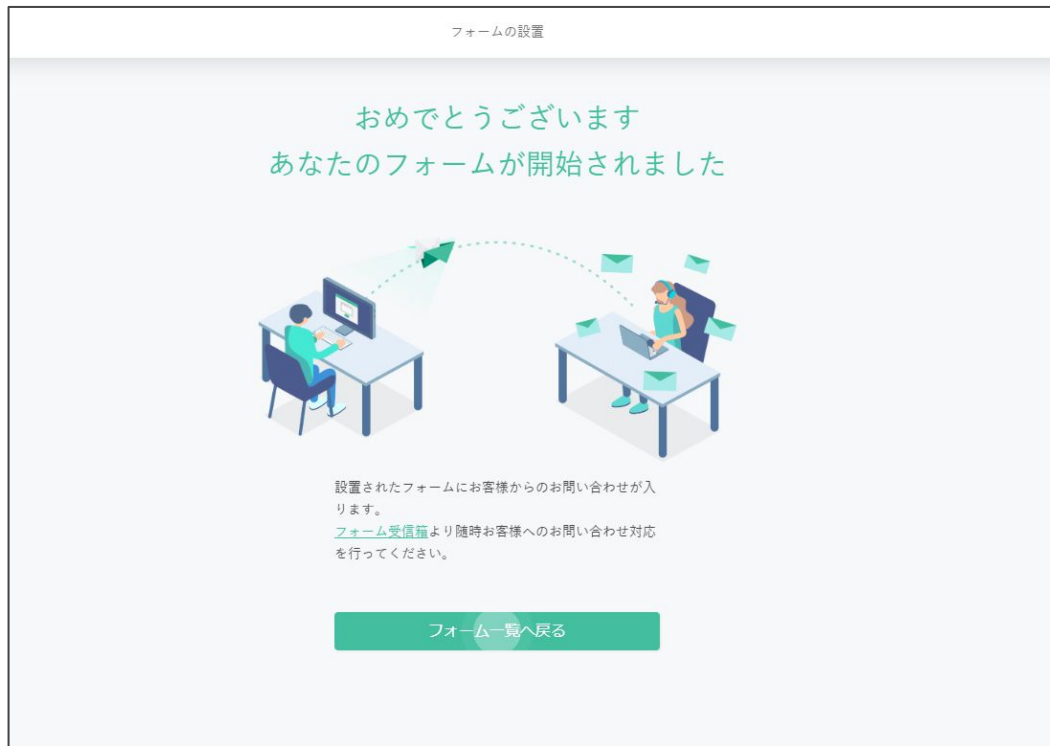 フォームの設置
おめでとうございます
あなたのフォームが開始されました
設置されたフォームにお客様からのお問い合わせが入
ります。
フォーム受信箱より随時お客様へのお問い合わせ対応
を行ってください。
フォーム一覧へ戻る